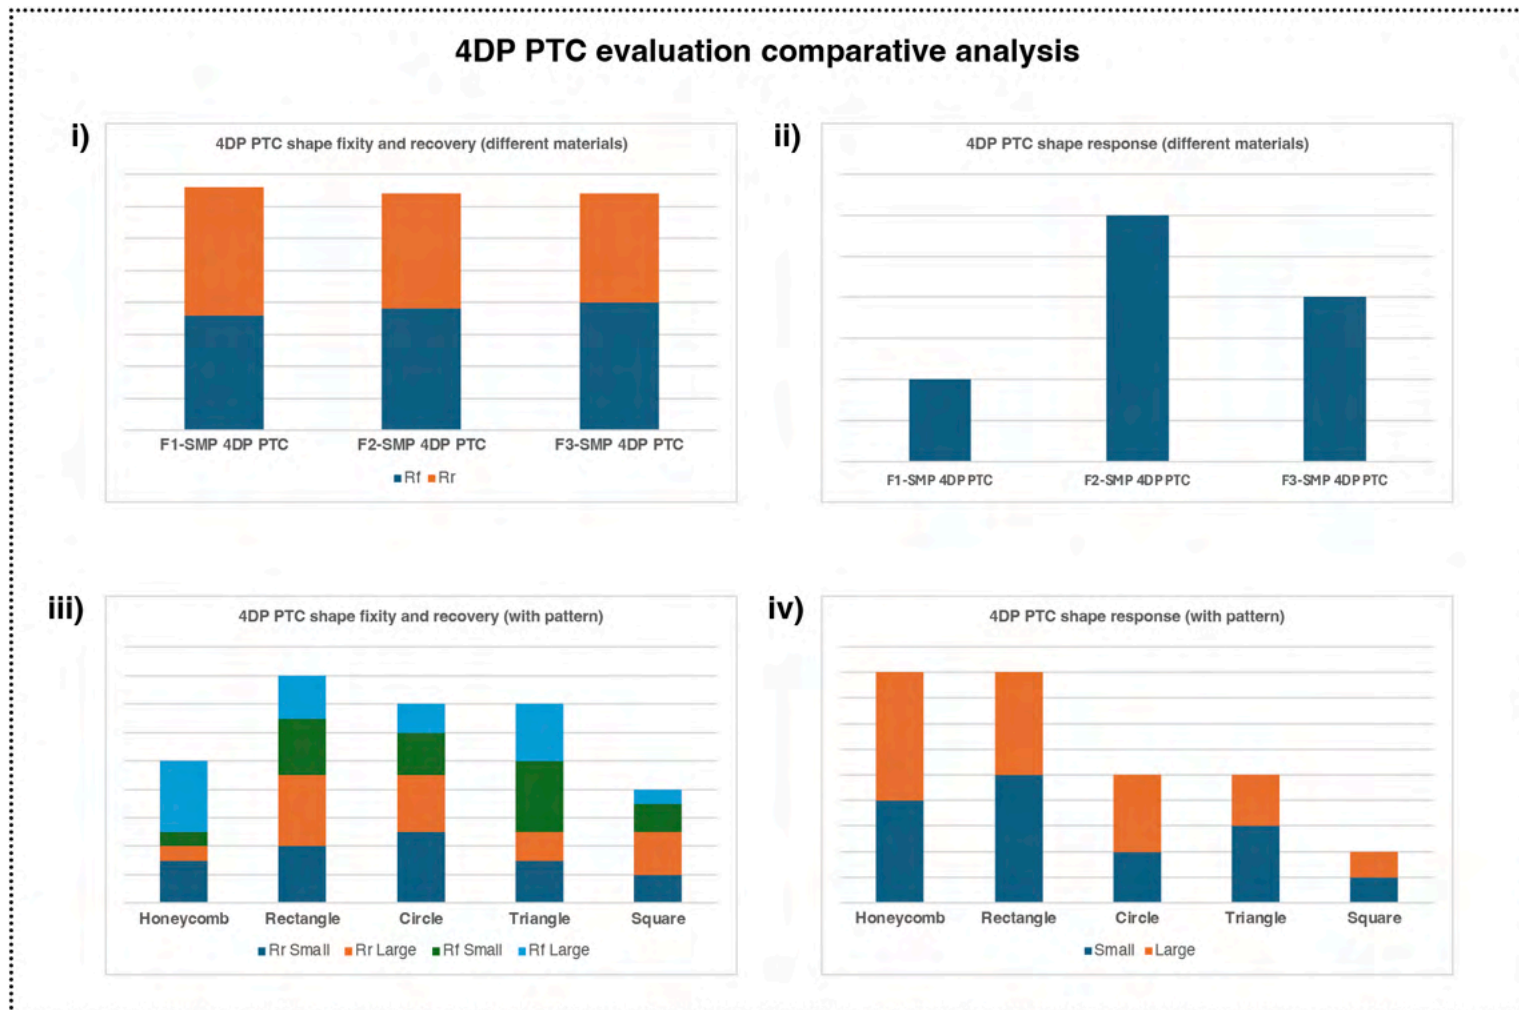 4DP PTC evaluation comparative analysis
i)
4DP PTC shape fixity and recovery (different materials)
F1-SMP 4DP PTC F2-SMP 4DP PTC F3-SMP 4DP PTC
Rf Rr
ii)
4DP PTC shape response (different materials)
F1-SMP 4DP PTC F2-SMP 4DP PTC F3-SMP 4DP PTC
iii)
4DP PTC shape fixity and recovery (with pattern)
Honeycomb Rectangle Circle Triangle Square
Rr Small Rr Large Rf Small Rf Large
iv)
4DP PTC shape response (with pattern)
Honeycomb Rectangle Circle Triangle Square
Small Large